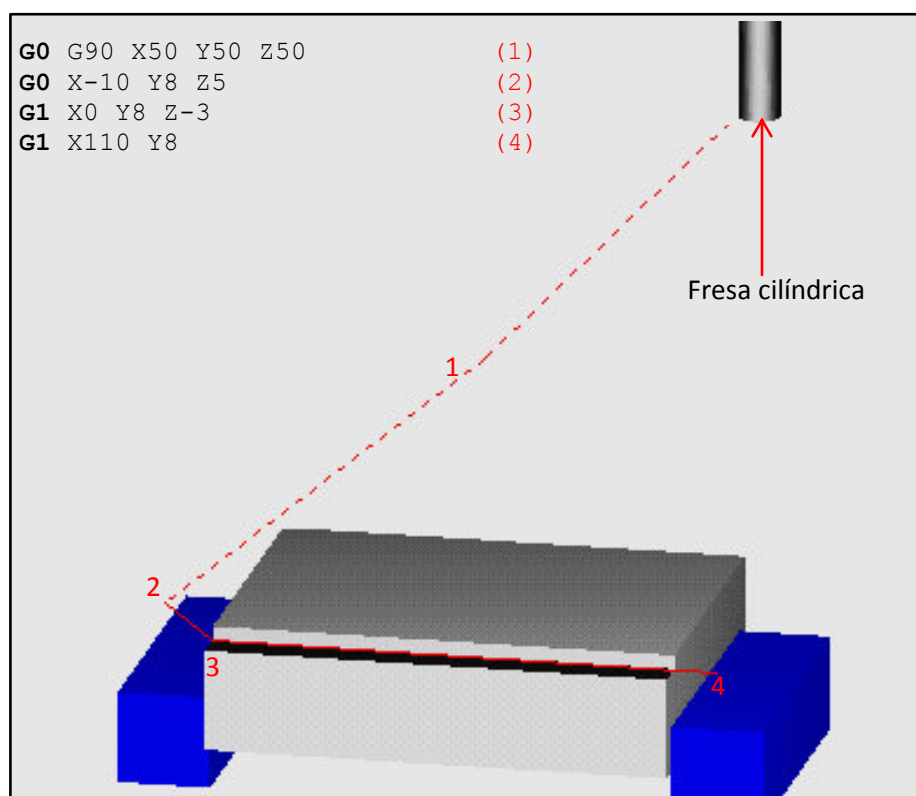 G0 G90 X50 Y50 Z50 (1)
G0 X-10 Y8 Z5 (2)
G1 X0 Y8 Z-3 (3)
G1 X110 Y8 (4)
Fresa cilíndrica
1
2
3
4